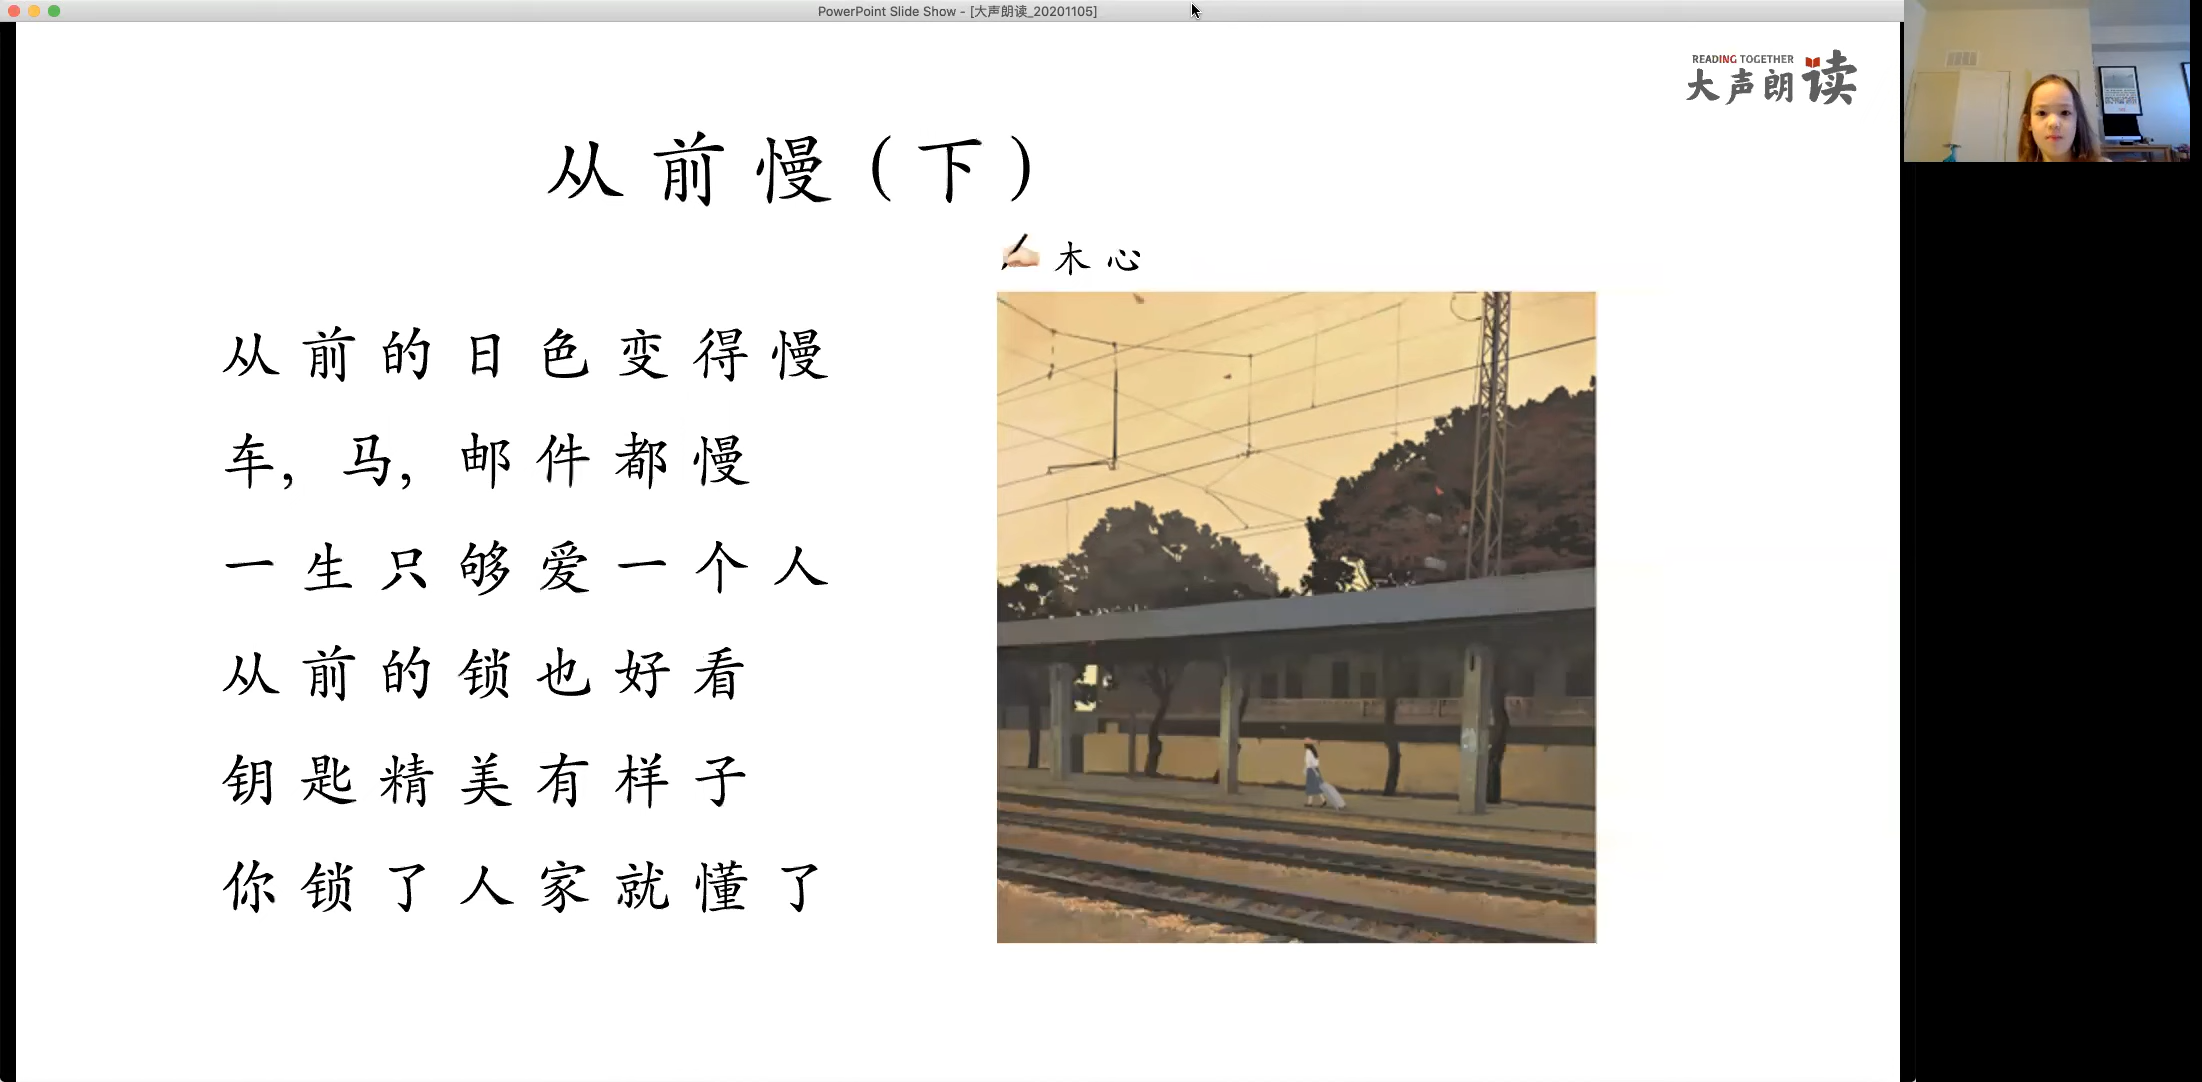 PowerPoint Slide Show - [大声朗读_20201105]
READING TOGETHER
大声朗读
从前慢(下)
木心
从前的日色变得慢
车,马,邮件都慢
一生只够爱一个人
从前的锁也好看
钥匙精美有样子
你锁了人家就懂了